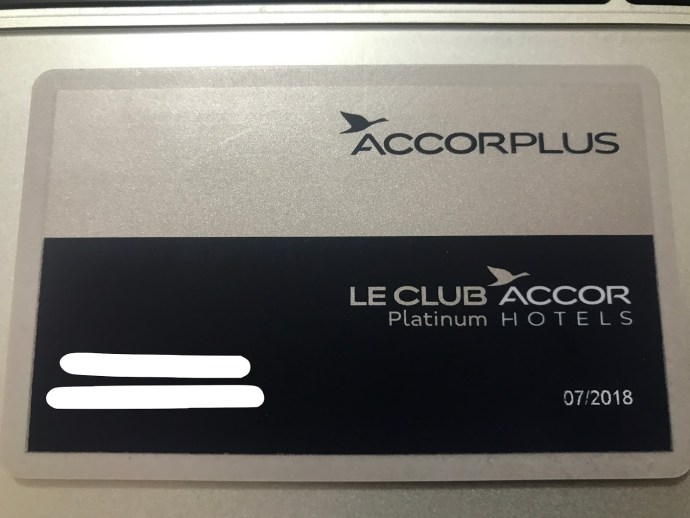 ACCORPLUS
LE CLUB ACCOR
Platinum HOTELS
07/2018